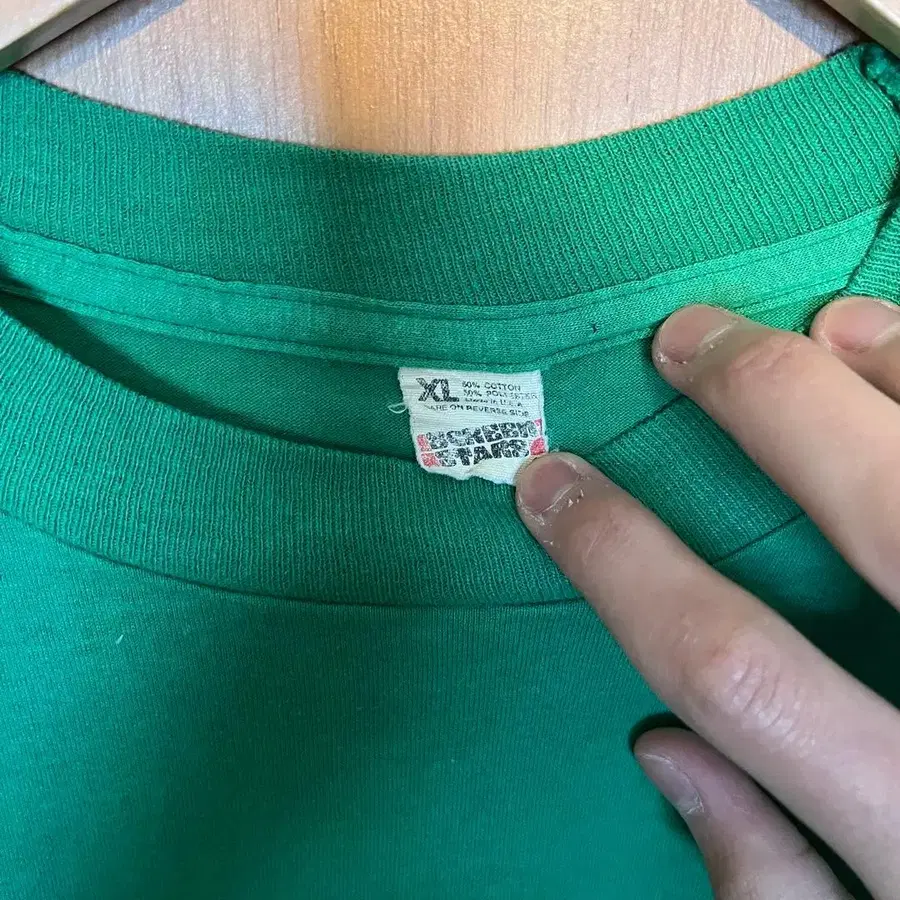 XL
50% COTTON
50% POLYESTER
MADE IN U.S.A.
CARE ON REVERSE SIDE
SCREEN
STARS